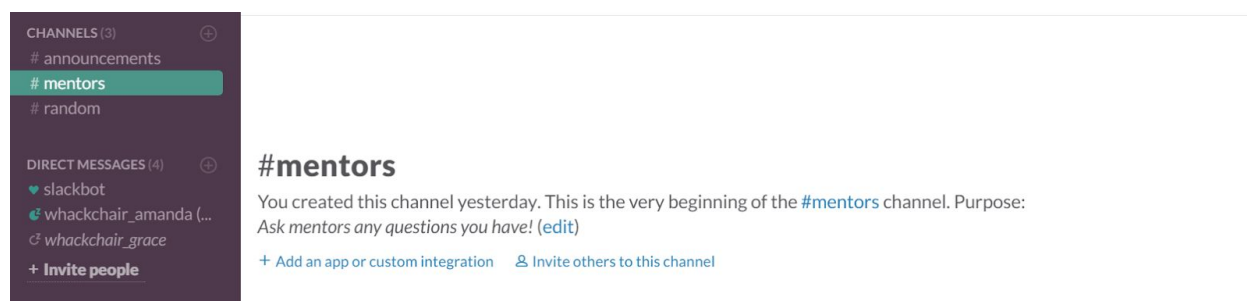 CHANNELS (3)
# announcements
# mentors
# random
DIRECT MESSAGES (4)
slackbot
whackchair_amanda (...
whackchair_grace
+ Invite people
#mentors
You created this channel yesterday. This is the very beginning of the #mentors channel. Purpose:
Ask mentors any questions you have! (edit)
+ Add an app or custom integration Invite others to this channel